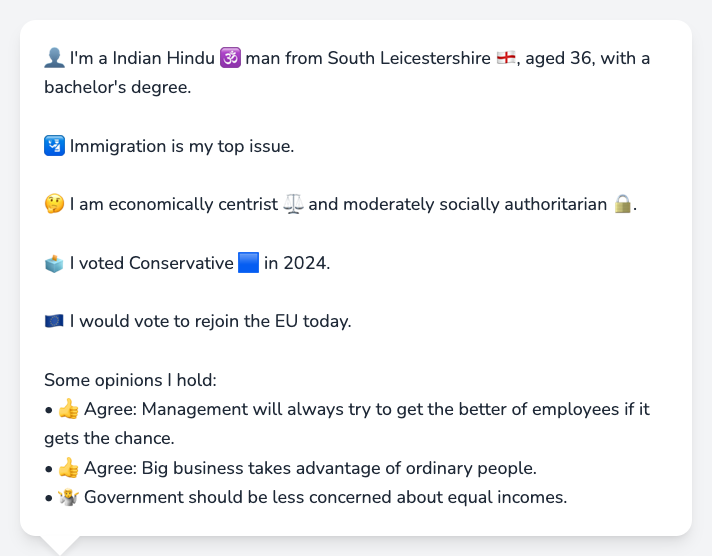 👤 I'm a Indian Hindu 🕉️ man from South Leicestershire 🏴󠁧󠁢󠁥󠁮󠁧󠁿, aged 36, with a
bachelor's degree.
🛂 Immigration is my top issue.
🤔 I am economically centrist ⚖️ and moderately socially authoritarian 🔒.
🗳️ I voted Conservative 🟦 in 2024.
🇪🇺 I would vote to rejoin the EU today.
Some opinions I hold:
• 👍 Agree: Management will always try to get the better of employees if it
gets the chance.
• 👍 Agree: Big business takes advantage of ordinary people.
• 🤷 Government should be less concerned about equal incomes.